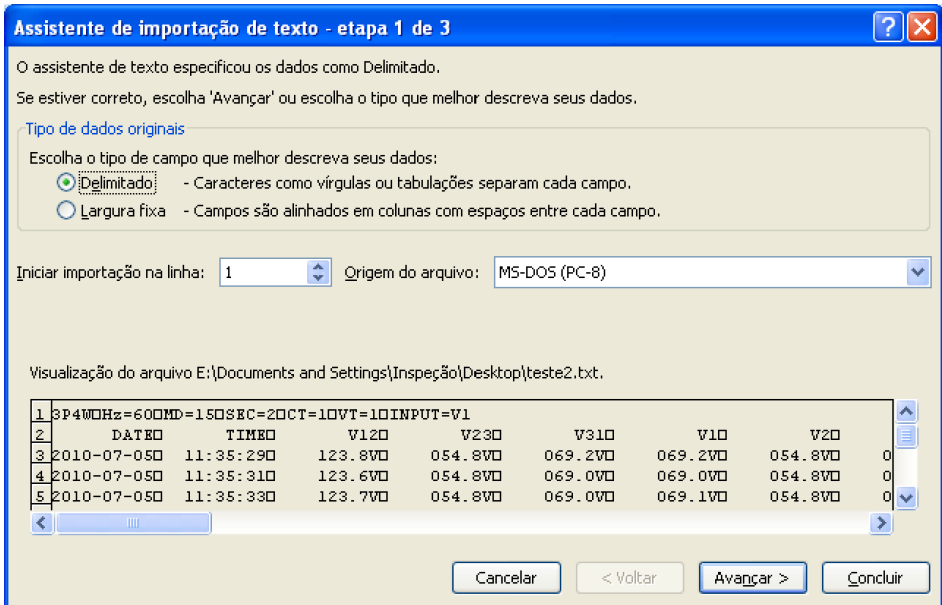 Assistente de importação de texto - etapa 1 de 3
O assistente de texto especificou os dados como Delimitado.
Se estiver correto, escolha 'Avançar' ou escolha o tipo que melhor descreva seus dados.
Tipo de dados originais
Escolha o tipo de campo que melhor descreva seus dados:
Delimitado - Caracteres como vírgulas ou tabulações separam cada campo.
Largura fixa - Campos são alinhados em colunas com espaços entre cada campo.
Iniciar importação na linha: 1 Origem do arquivo: MS-DOS (PC-8)
Visualização do arquivo E:\Documents and Settings\Inspeção\Desktop\teste2.txt.
1 3P4W□Hz=60□MD=15□SEC=2□CT=1□VT=1□INPUT=V1
2 DATE□ TIME□ V12□ V23□ V31□ V1□ V2□
3 2010-07-05□ 11:35:29□ 123.8V□ 054.8V□ 069.2V□ 069.2V□ 054.8V□ 0
4 2010-07-05□ 11:35:31□ 123.6V□ 054.8V□ 069.0V□ 069.0V□ 054.8V□ 0
5 2010-07-05□ 11:35:33□ 123.7V□ 054.8V□ 069.0V□ 069.1V□ 054.8V□ 0
Cancelar < Voltar Avançar > Concluir